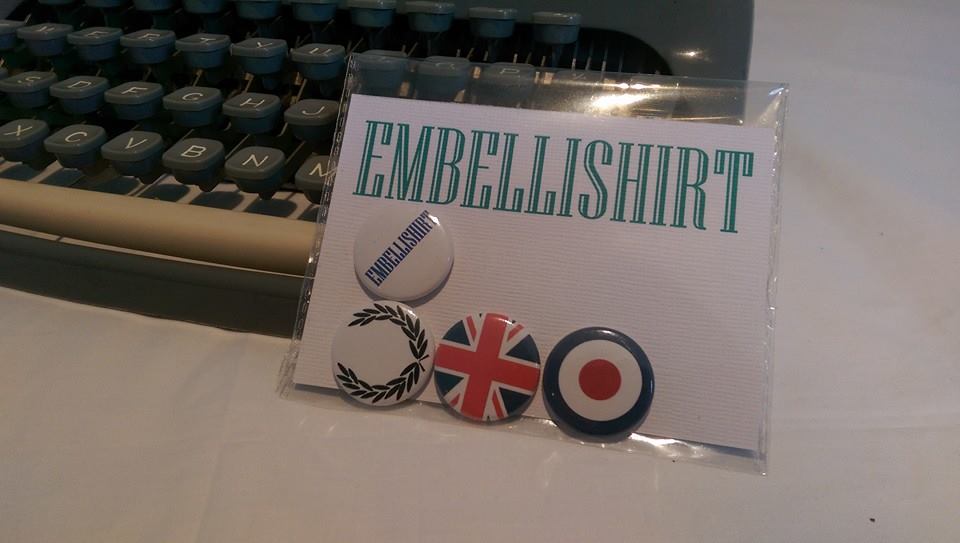 E R T Y U
D F G H J
X C V B N M
EMBELLISHIRT
EMBELLISHIRT